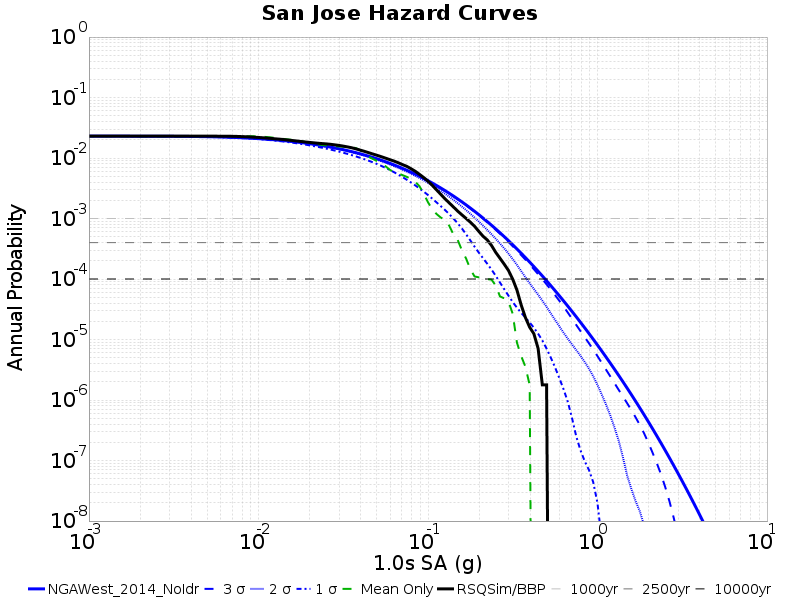 San Jose Hazard Curves
10^0
10^-1
10^-2
10^-3
10^-4
10^-5
10^-6
10^-7
10^-8
Annual Probability
10^-3 10^-2 10^-1 10^0 10^1
1.0s SA (g)
NGAWest_2014_NoIdr 3 σ 2 σ 1 σ Mean Only RSQSim/BBP 1000yr 2500yr 10000yr